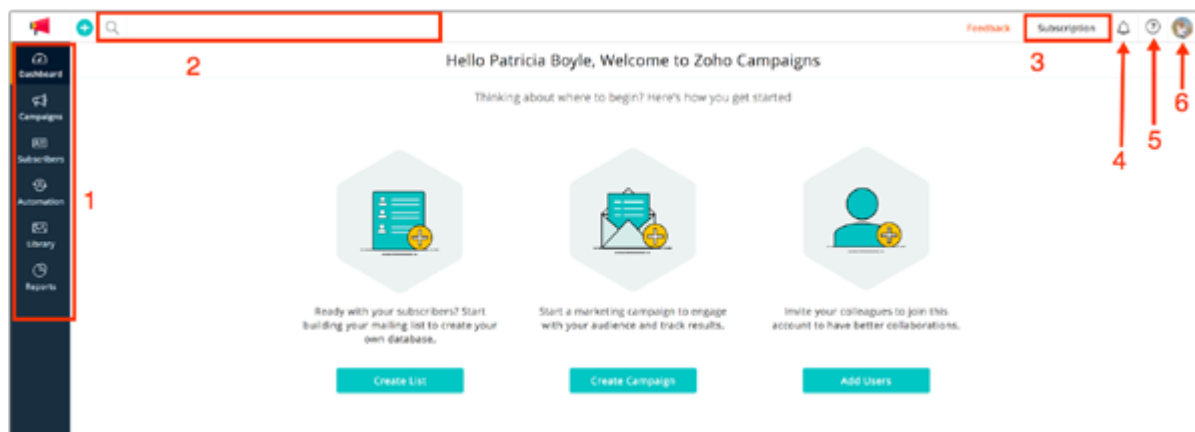 Feedback
Subscription
2
3
4
5
6
Dashboard
Campaigns
Subscribers
Automation
Library
Reports
1
Hello Patricia Boyle, Welcome to Zoho Campaigns
Thinking about where to begin? Here's how you get started
Ready with your subscribers? Start
building your mailing list to create your
own database.
Create List
Start a marketing campaign to engage
with your audience and track results.
Create Campaign
Invite your colleagues to join this
account to have better collaborations.
Add Users